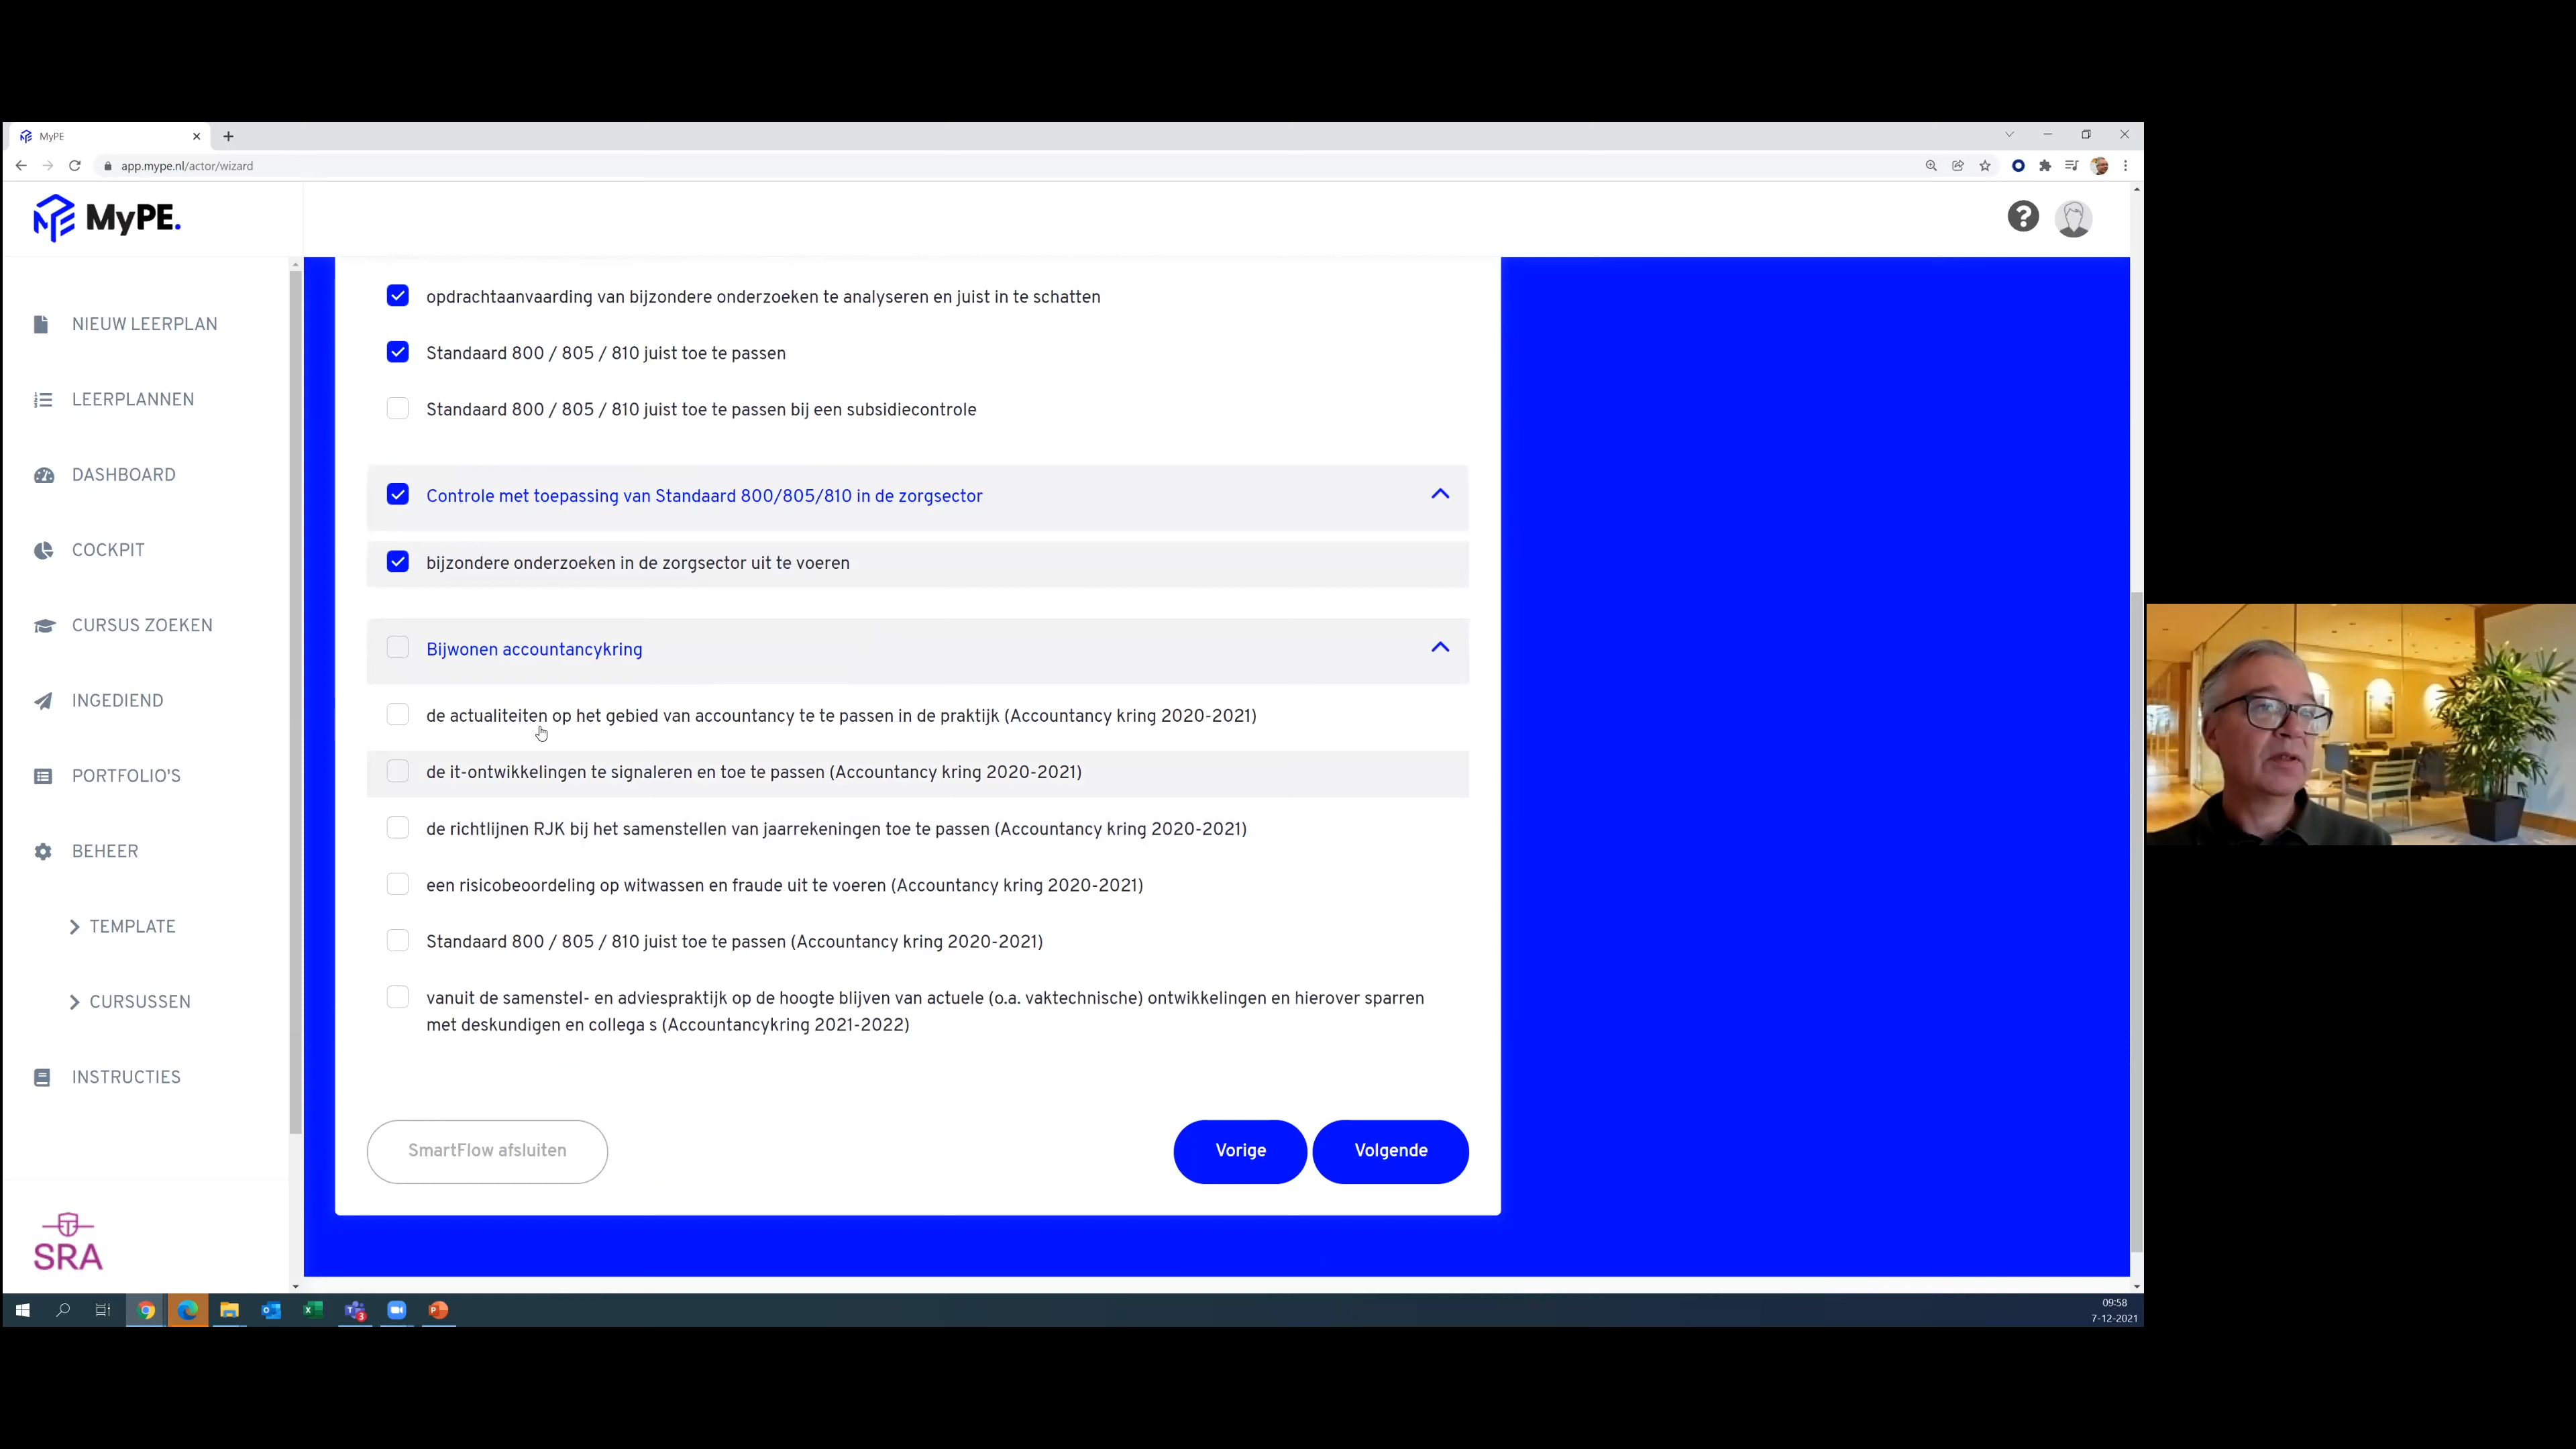 MyPE
app.mype.nl/actor/wizard
MyPE.
NIEUW LEERPLAN
LEERPLANNEN
DASHBOARD
COCKPIT
CURSUS ZOEKEN
INGEDIEND
PORTFOLIO'S
BEHEER
TEMPLATE
CURSUSSEN
INSTRUCTIES
SRA
opdrachtaanvaarding van bijzondere onderzoeken te analyseren en juist in te schatten
Standaard 800 / 805 / 810 juist toe te passen
Standaard 800 / 805 / 810 juist toe te passen bij een subsidiecontrole
Controle met toepassing van Standaard 800/805/810 in de zorgsector
bijzondere onderzoeken in de zorgsector uit te voeren
Bijwonen accountancykring
de actualiteiten op het gebied van accountancy te te passen in de praktijk (Accountancy kring 2020-2021)
de it-ontwikkelingen te signaleren en toe te passen (Accountancy kring 2020-2021)
de richtlijnen RJK bij het samenstellen van jaarrekeningen toe te passen (Accountancy kring 2020-2021)
een risicobeoordeling op witwassen en fraude uit te voeren (Accountancy kring 2020-2021)
Standaard 800 / 805 / 810 juist toe te passen (Accountancy kring 2020-2021)
vanuit de samenstel- en adviespraktijk op de hoogte blijven van actuele (o.a. vaktechnische) ontwikkelingen en hierover sparren
met deskundigen en collega s (Accountancykring 2021-2022)
SmartFlow afsluiten
Vorige
Volgende
09:58
7-12-2021